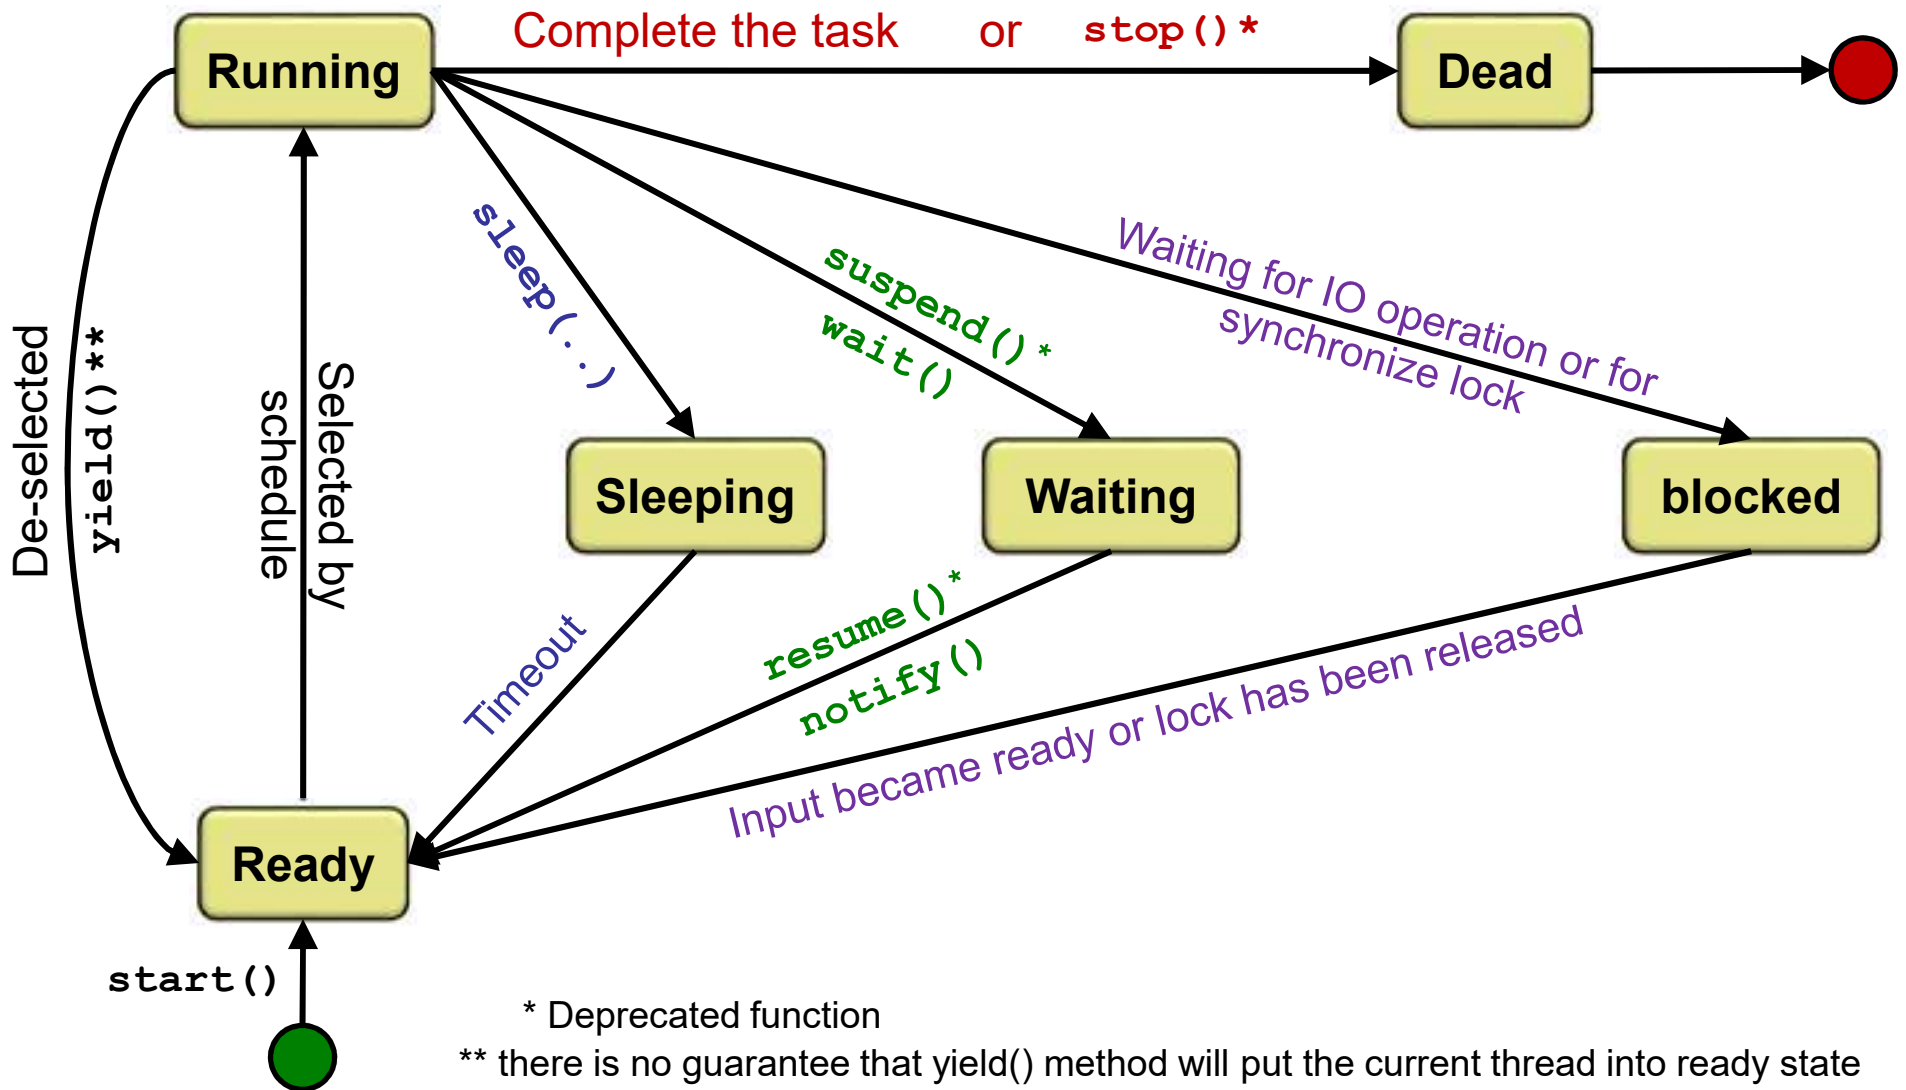 Complete the task or stop()*
Running
Dead
sleep(..)
suspend()*
wait()
Waiting for IO operation or for
synchronize lock
De-selected
yield()**
Selected by
schedule
Sleeping
Waiting
blocked
Timeout
resume()*
notify()
Input became ready or lock has been released
Ready
start()
* Deprecated function
** there is no guarantee that yield() method will put the current thread into ready state